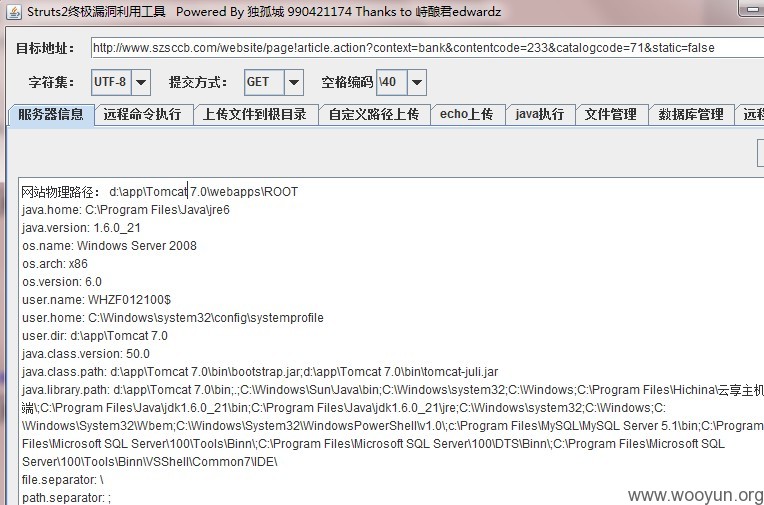 Struts2终极漏洞利用工具 Powered By 独孤城 990421174 Thanks to 峙酿君edwardz
目标地址： http://www.szsccb.com/website/page!article.action?context=bank&contentcode=233&catalogcode=71&static=false
字符集： UTF-8 提交方式： GET 空格编码 \40
服务器信息 远程命令执行 上传文件到根目录 自定义路径上传 echo上传 java执行 文件管理 数据库管理 远程
网站物理路径： d:\app\Tomcat 7.0\webapps\ROOT
java.home: C:\Program Files\Java\jre6
java.version: 1.6.0_21
os.name: Windows Server 2008
os.arch: x86
os.version: 6.0
user.name: WHZF012100$
user.home: C:\Windows\system32\config\systemprofile
user.dir: d:\app\Tomcat 7.0
java.class.version: 50.0
java.class.path: d:\app\Tomcat 7.0\bin\bootstrap.jar;d:\app\Tomcat 7.0\bin\tomcat-juli.jar
java.library.path: d:\app\Tomcat 7.0\bin;.;C:\Windows\Sun\Java\bin;C:\Windows\system32;C:\Windows;C:\Program Files\Hichina\云享主机
端\;C:\Program Files\Java\jdk1.6.0_21\bin;C:\Program Files\Java\jdk1.6.0_21\jre;C:\Windows\system32;C:\Windows;C:
\Windows\System32\Wbem;C:\Windows\System32\WindowsPowerShell\v1.0\;c:\Program Files\MySQL\MySQL Server 5.1\bin;C:\Program
Files\Microsoft SQL Server\100\Tools\Binn\;C:\Program Files\Microsoft SQL Server\100\DTS\Binn\;C:\Program Files\Microsoft SQL
Server\100\Tools\Binn\VSShell\Common7\IDE\
file.separator: \
path.separator: ;
www.wooyun.org